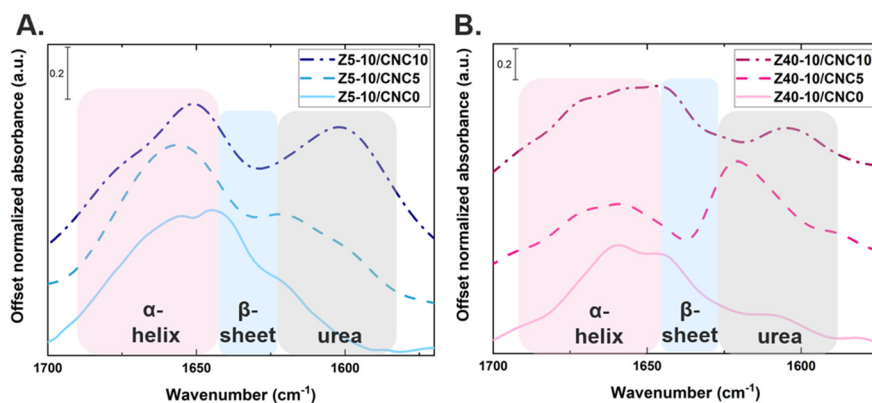 A.
Offset normalized absorbance (a.u.)
0.2
Z5-10/CNC10
Z5-10/CNC5
Z5-10/CNC0
α-
helix
β-
sheet
urea
1700
1650
1600
Wavenumber (cm⁻¹)
B.
Offset normalized absorbance (a.u.)
0.2
Z40-10/CNC10
Z40-10/CNC5
Z40-10/CNC0
α-
helix
β-
sheet
urea
1700
1650
1600
Wavenumber (cm⁻¹)